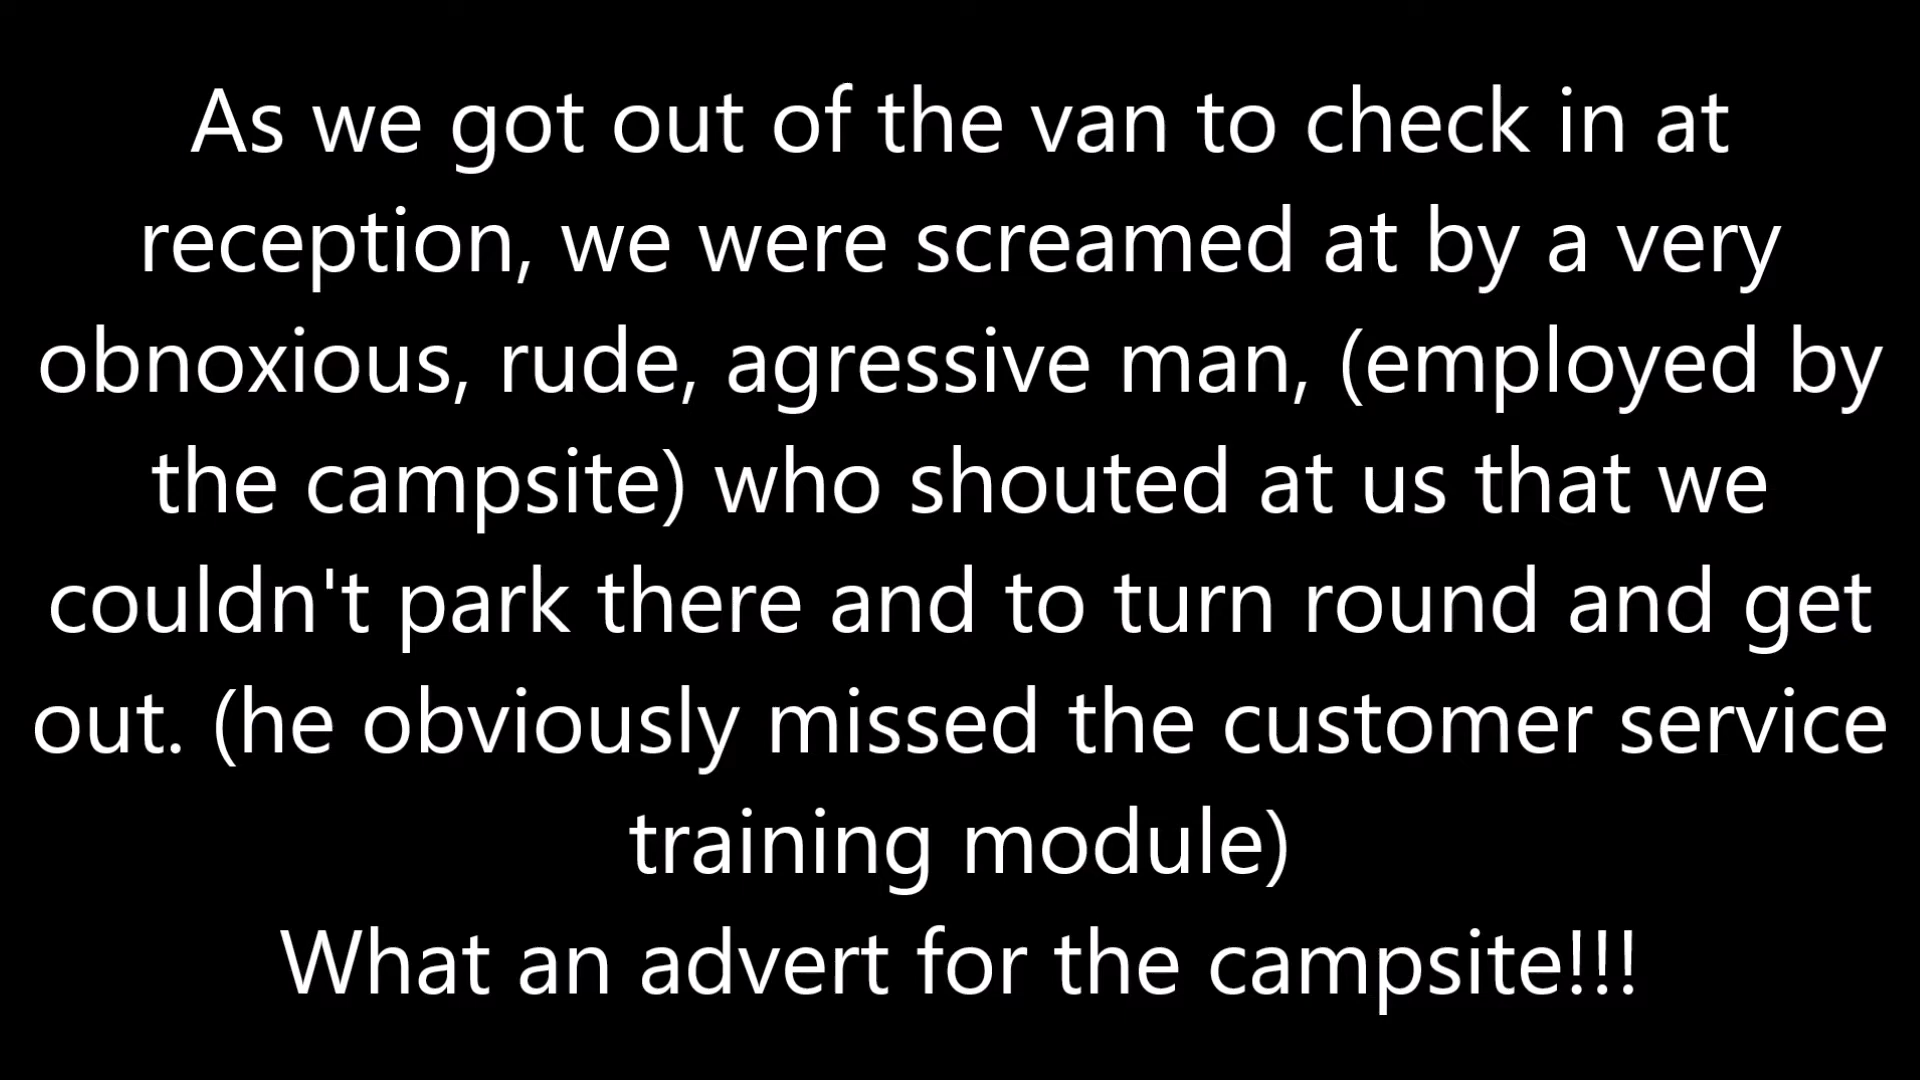 As we got out of the van to check in at
reception, we were screamed at by a very
obnoxious, rude, agressive man, (employed by
the campsite) who shouted at us that we
couldn't park there and to turn round and get
out. (he obviously missed the customer service
training module)
What an advert for the campsite!!!